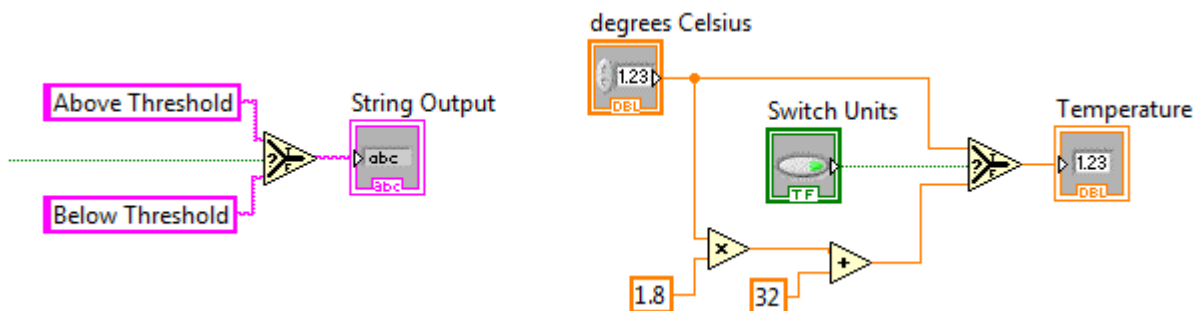 degrees Celsius
1.23
DBL
Above Threshold
String Output
Switch Units
Temperature
?
T
F
abc
abc
TF
?
T
F
1.23
DBL
Below Threshold
x
+
1.8
32